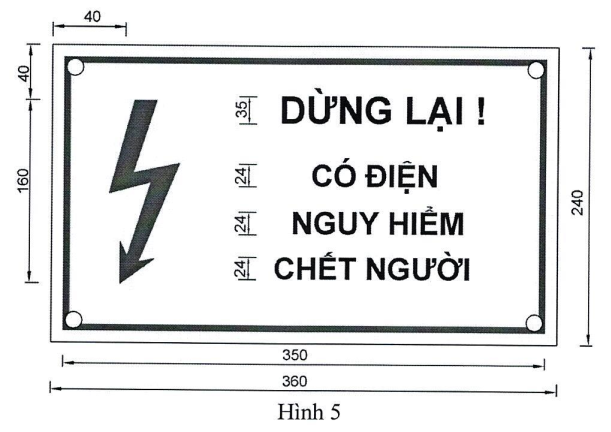 40
40
160
35
DỪNG LẠI !
24
CÓ ĐIỆN
24
NGUY HIỂM
24
CHẾT NGƯỜI
240
350
360
Hình 5